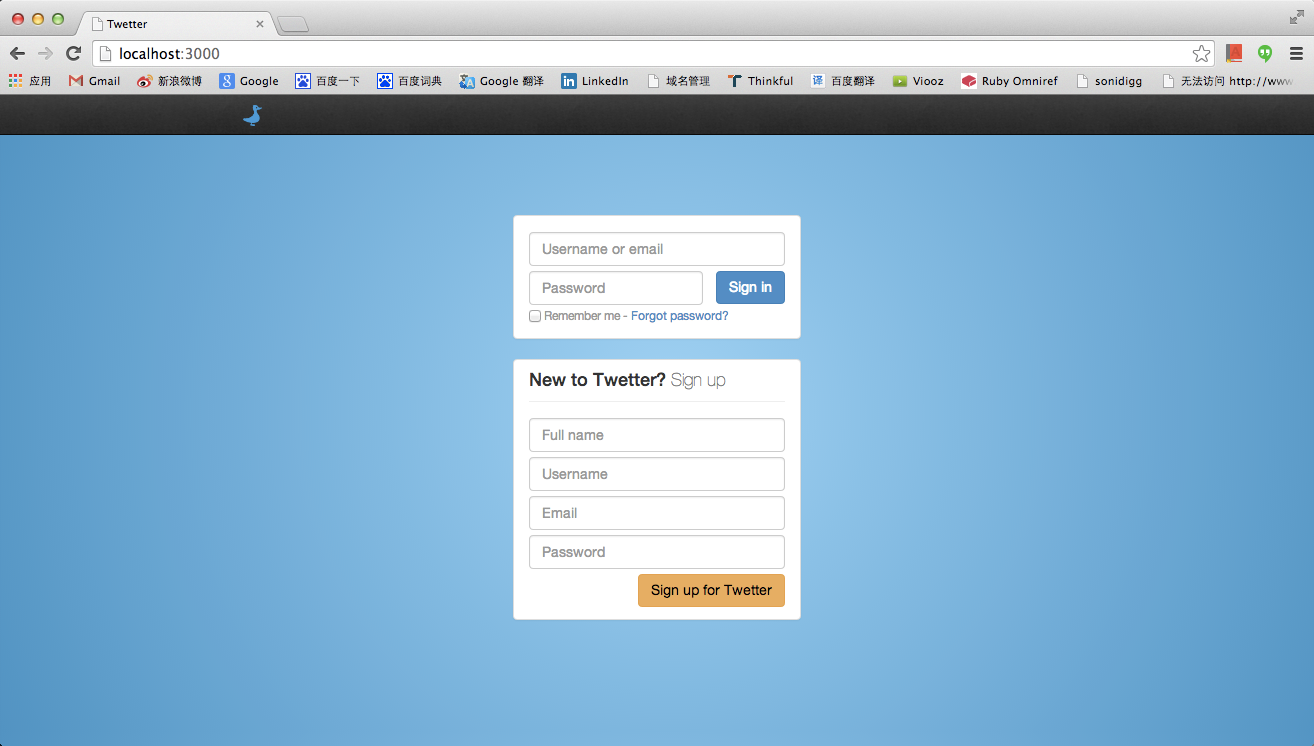 Twetter
localhost:3000
应用 Gmail 新浪微博 Google 百度一下 百度词典 Google 翻译 LinkedIn 域名管理 Thinkful 百度翻译 Viooz Ruby Omniref sonidigg 无法访问 http://www
Username or email
Password Sign in
Remember me - Forgot password?
New to Twetter? Sign up
Full name
Username
Email
Password
Sign up for Twetter